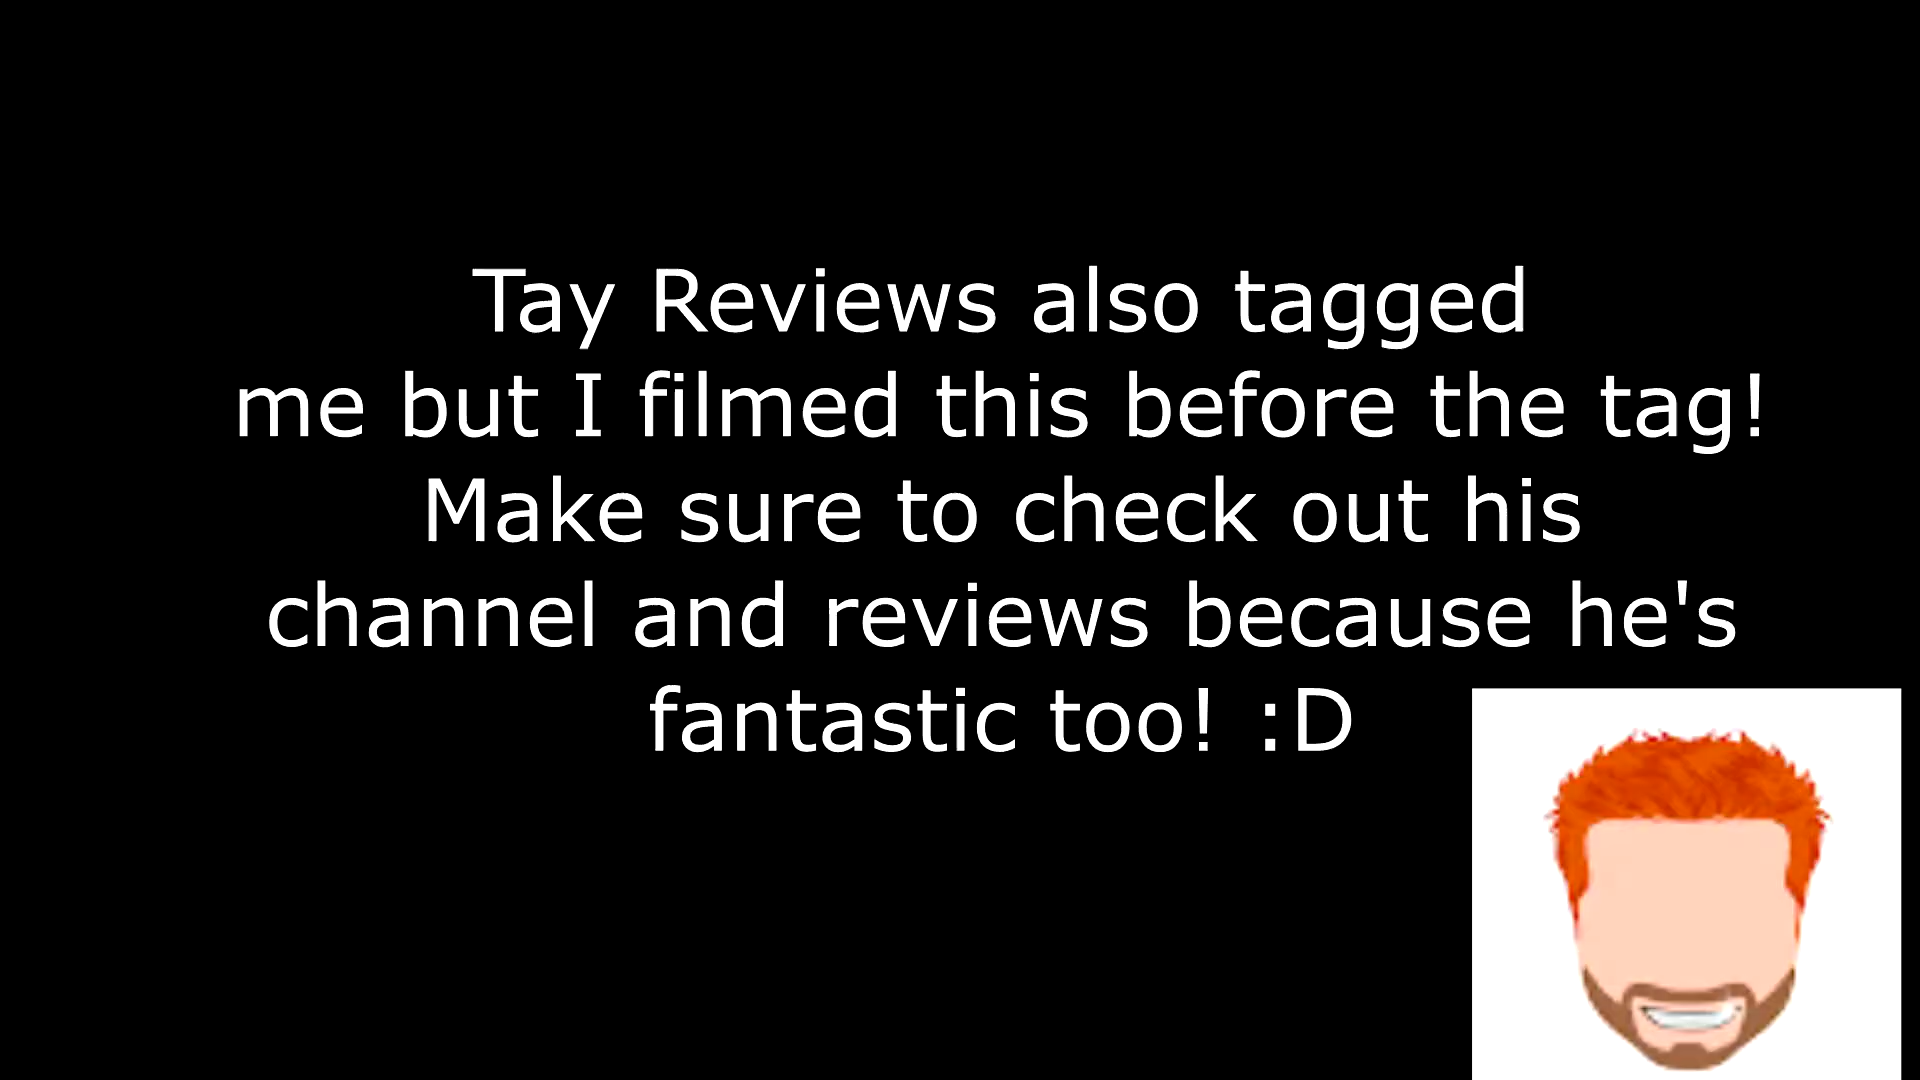 Tay Reviews also tagged
me but I filmed this before the tag!
Make sure to check out his
channel and reviews because he's
fantastic too! :D